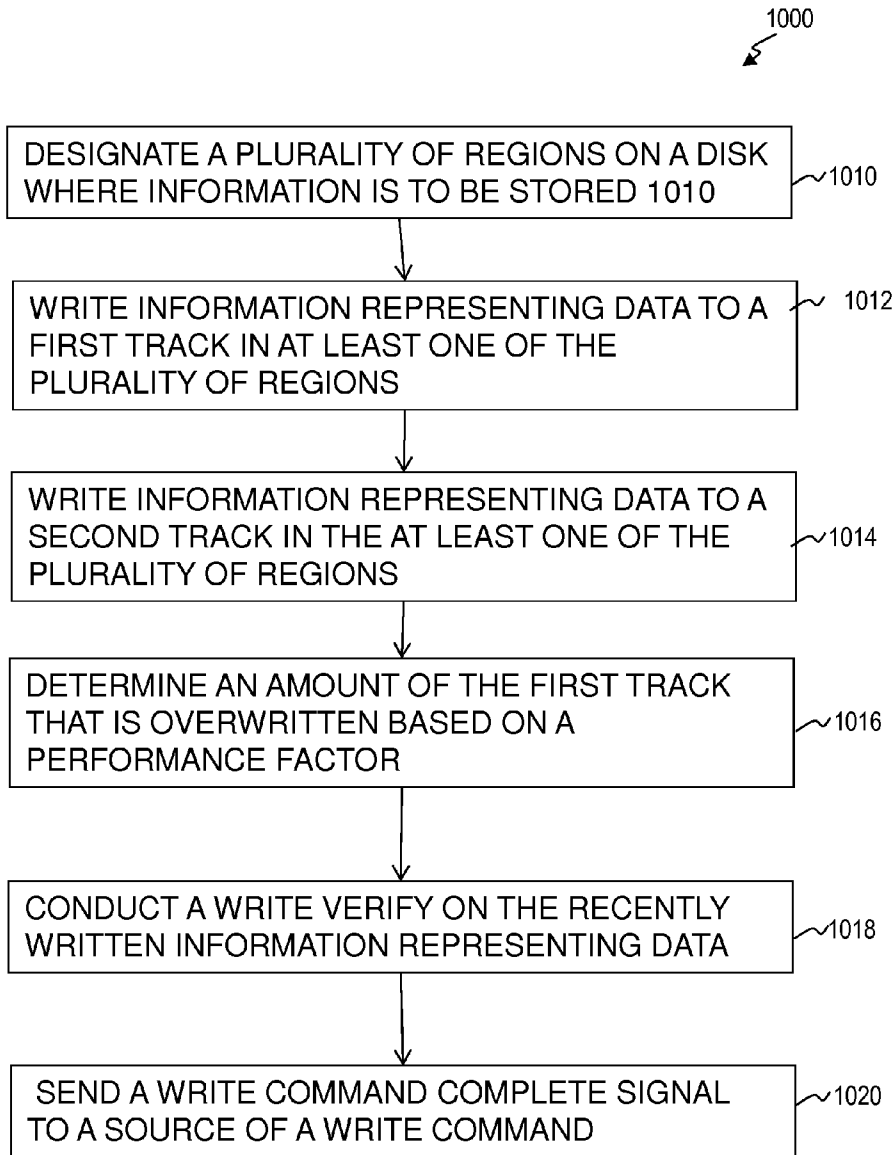 1000
DESIGNATE A PLURALITY OF REGIONS ON A DISK
WHERE INFORMATION IS TO BE STORED 1010
1010
WRITE INFORMATION REPRESENTING DATA TO A
FIRST TRACK IN AT LEAST ONE OF THE
PLURALITY OF REGIONS
1012
WRITE INFORMATION REPRESENTING DATA TO A
SECOND TRACK IN THE AT LEAST ONE OF THE
PLURALITY OF REGIONS
1014
DETERMINE AN AMOUNT OF THE FIRST TRACK
THAT IS OVERWRITTEN BASED ON A
PERFORMANCE FACTOR
1016
CONDUCT A WRITE VERIFY ON THE RECENTLY
WRITTEN INFORMATION REPRESENTING DATA
1018
SEND A WRITE COMMAND COMPLETE SIGNAL
TO A SOURCE OF A WRITE COMMAND
1020